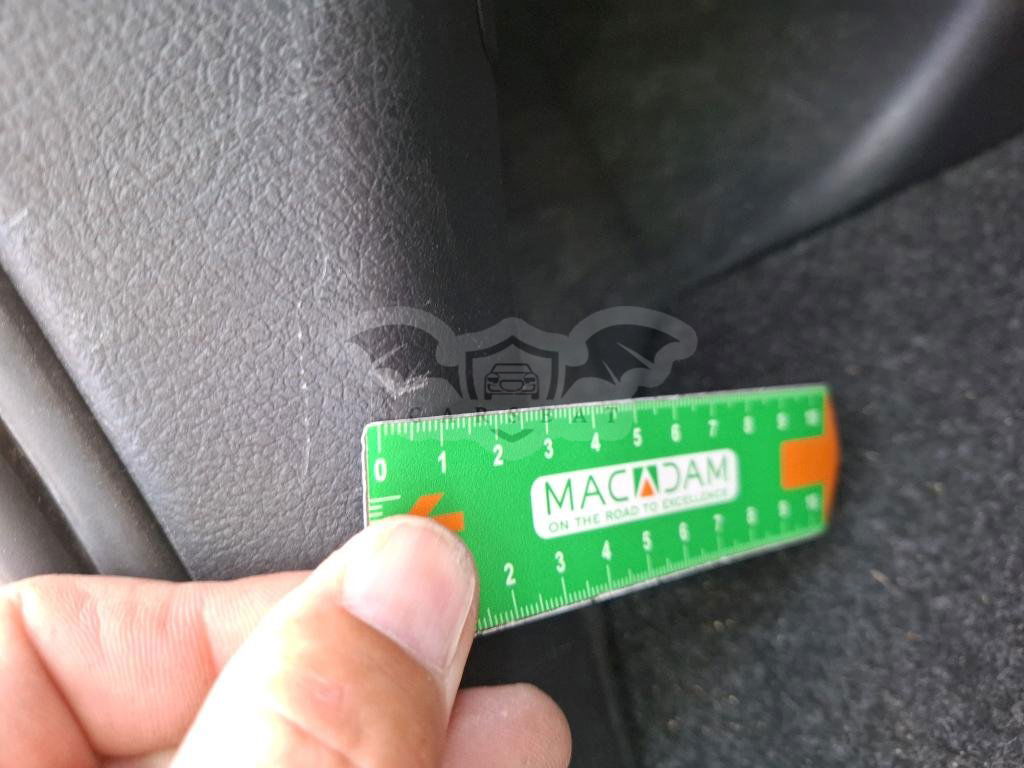 CARSBAT
0 1 2 3 4 5 6 7 8 9 10
MACADAM
ON THE ROAD TO EXCELLENCE
2 3 4 5 6 7 8 9 10